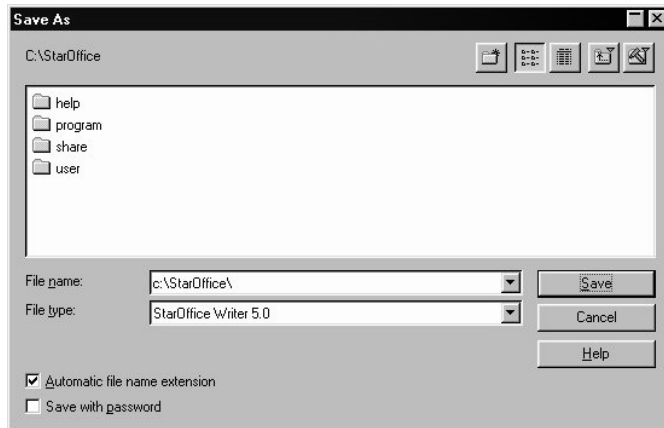 Save As
C:\StarOffice
help
program
share
user
File name:
c:\StarOffice\
Save
File type:
StarOffice Writer 5.0
Cancel
Help
Automatic file name extension
Save with password